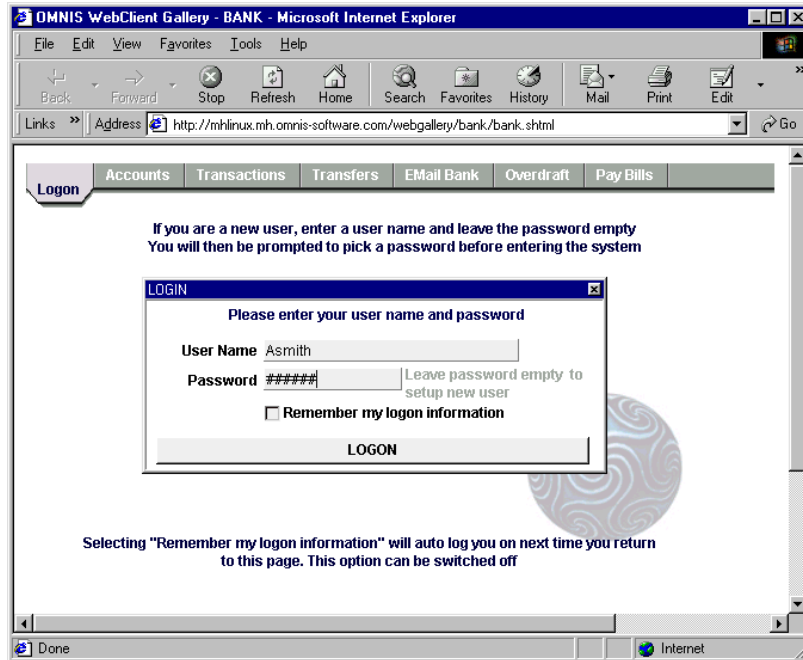 OMNIS WebClient Gallery - BANK - Microsoft Internet Explorer
File Edit View Favorites Tools Help
Back Forward Stop Refresh Home Search Favorites History Mail Print Edit »
Links » Address http://mhlinux.mh.omnis-software.com/webgallery/bank/bank.shtml Go
Logon Accounts Transactions Transfers EMail Bank Overdraft Pay Bills
If you are a new user, enter a user name and leave the password empty
You will then be prompted to pick a password before entering the system
LOGIN
Please enter your user name and password
User Name Asmith
Password ###### Leave password empty to
setup new user
Remember my logon information
LOGON
Selecting "Remember my logon information" will auto log you on next time you return
to this page. This option can be switched off
Done Internet